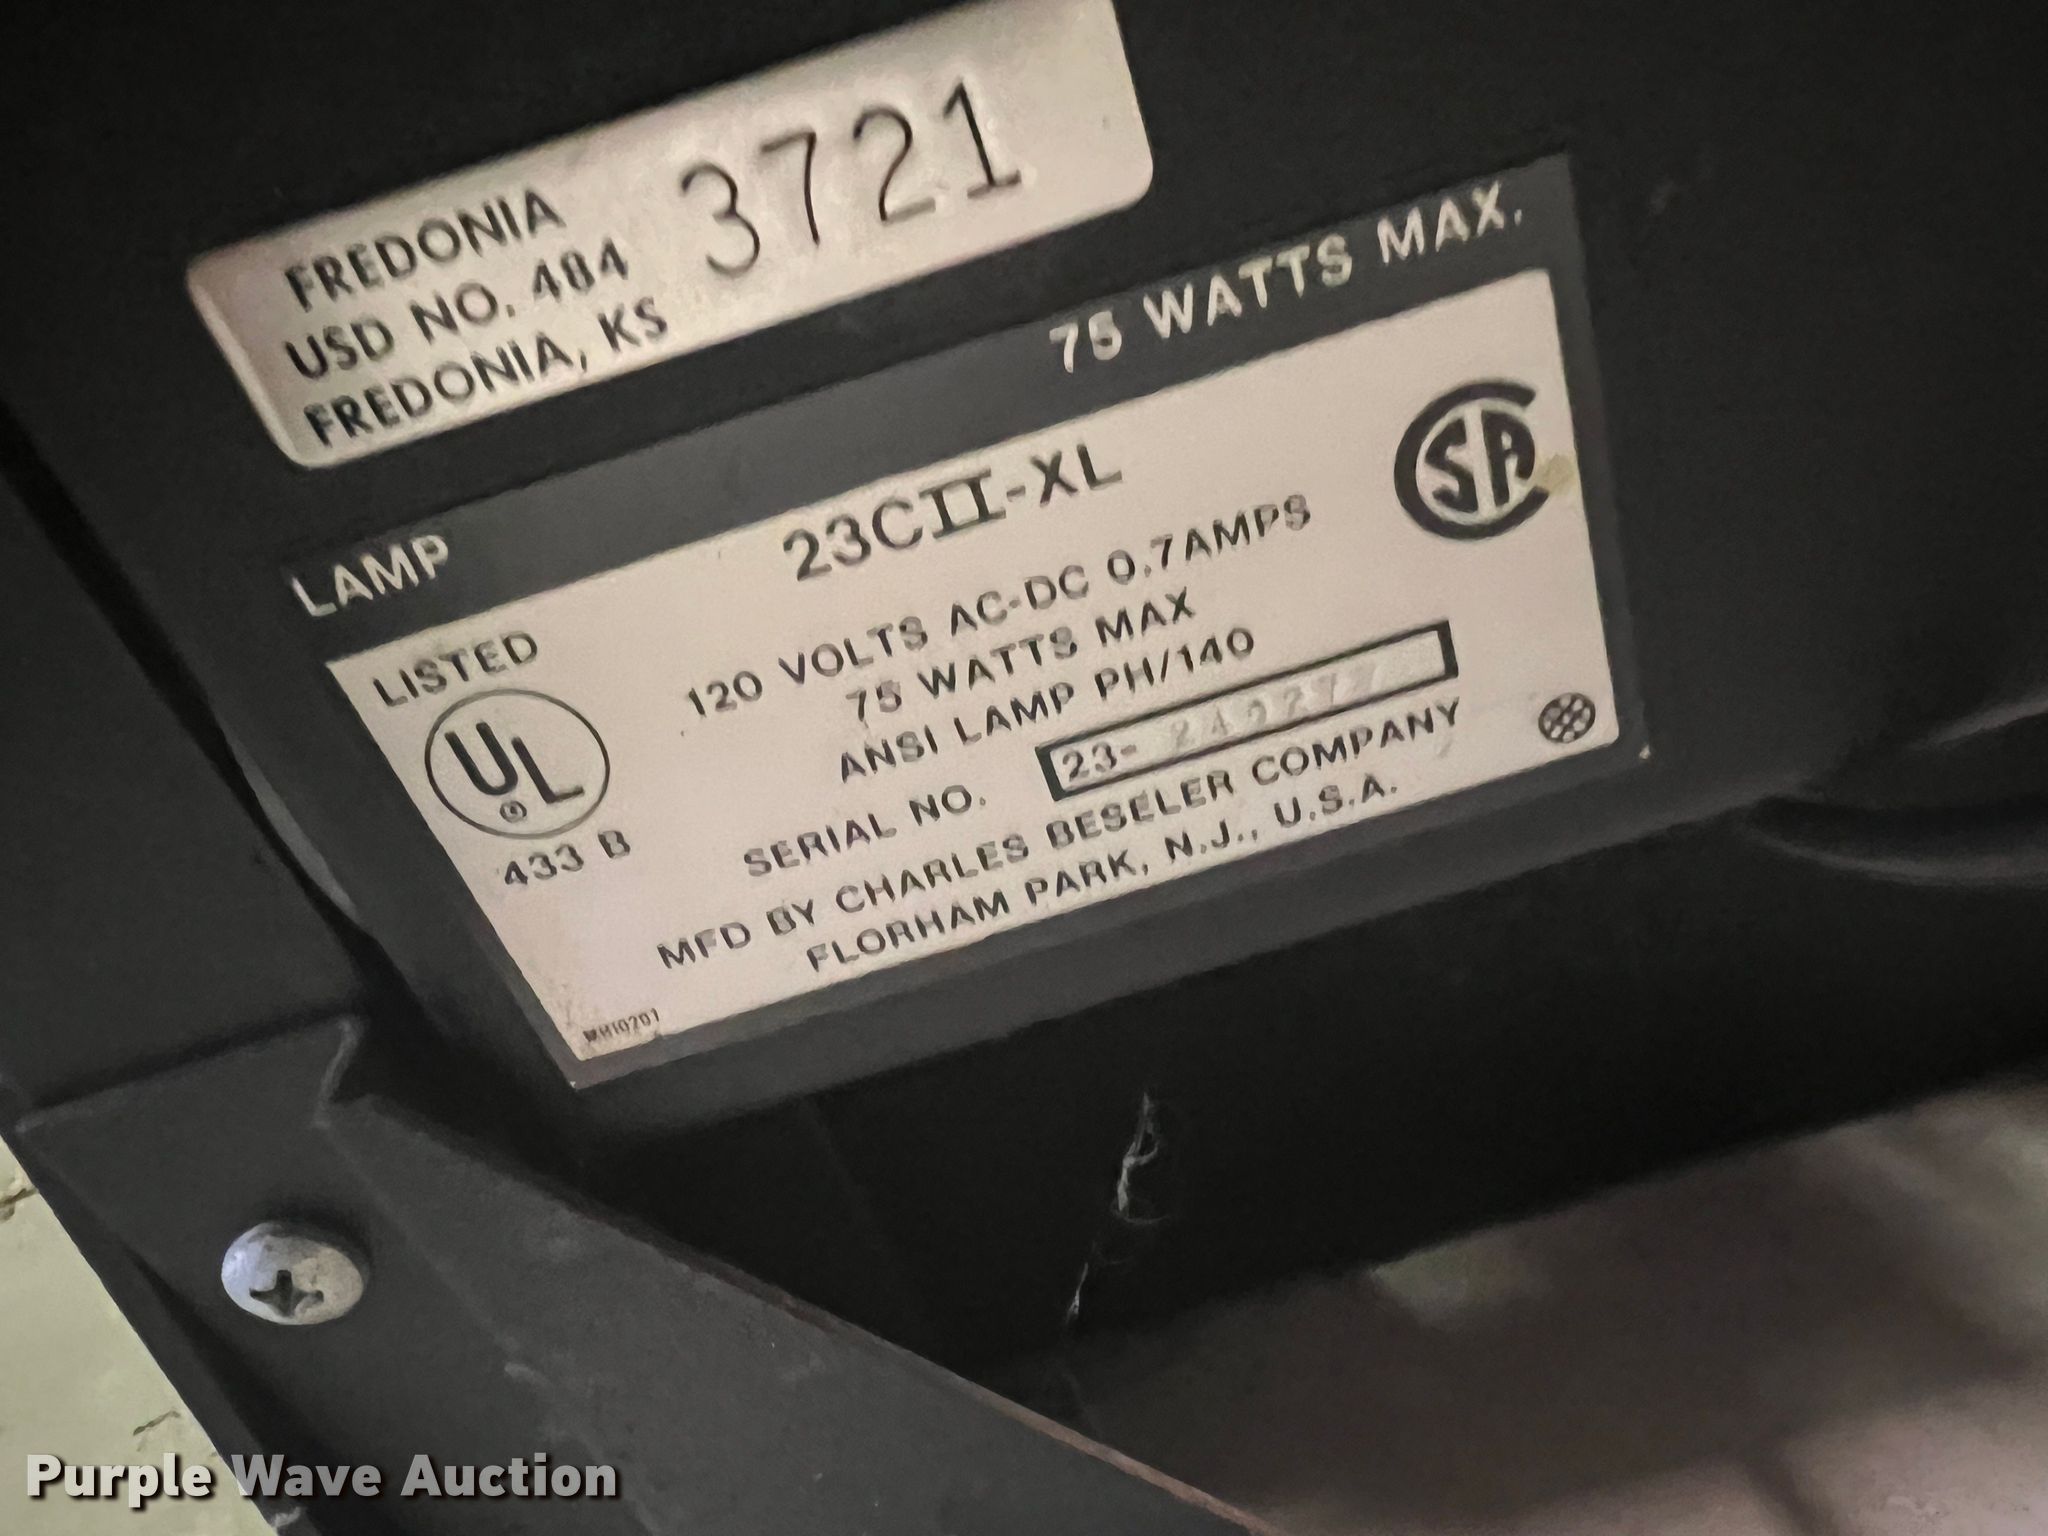 FREDONIA
USD NO. 484
FREDONIA, KS
3721
LAMP 75 WATTS MAX.
23CII-XL
LISTED
UL
®
433 B
SA
120 VOLTS AC-DC 0.7AMPS
75 WATTS MAX
ANSI LAMP PH/140
SERIAL NO. 23-
MFD BY CHARLES BESELER COMPANY
FLORHAM PARK, N.J., U.S.A.
Purple Wave Auction